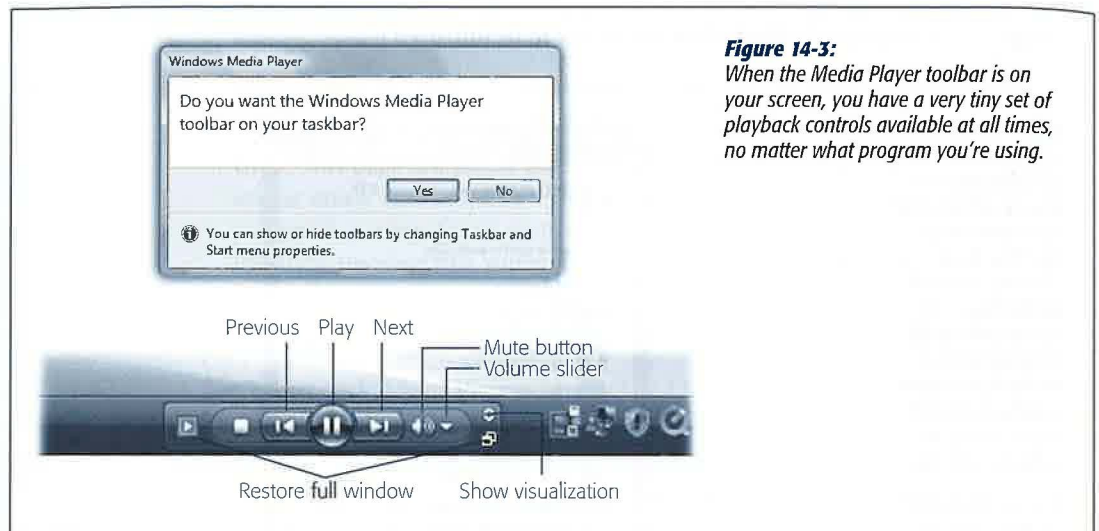 Windows Media Player
Do you want the Windows Media Player
toolbar on your taskbar?
Yes
No
You can show or hide toolbars by changing Taskbar and
Start menu properties.
Figure 14-3:
When the Media Player toolbar is on
your screen, you have a very tiny set of
playback controls available at all times,
no matter what program you're using.
Previous Play Next
Mute button
Volume slider
Restore full window
Show visualization